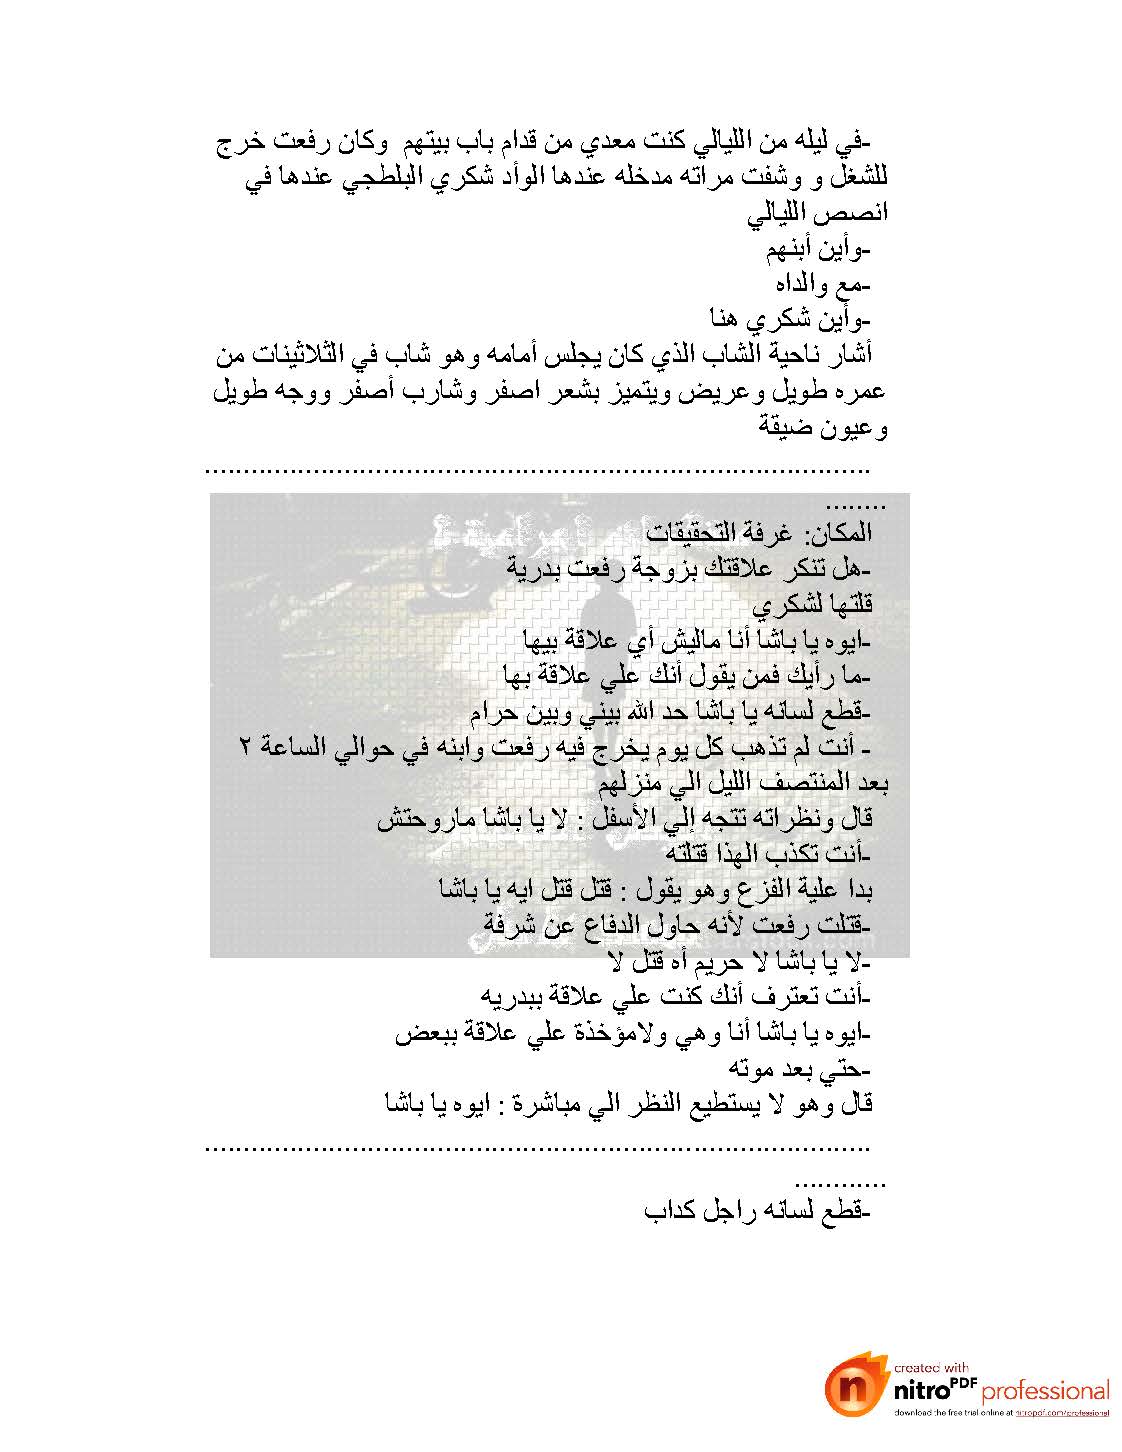 -في ليله من الليالي كنت معدي من قدام باب بيتهم وكان رفعت خرج
للشغل و وشفت مراته مدخله عندها الوأد شكري البلطجي عندها في
انصص الليالي
-وأين أبنهم
-مع والداه
-وأين شكري هنا
أشار ناحية الشاب الذي كان يجلس أمامه وهو شاب في الثلاثينات من
عمره طويل وعريض ويتميز بشعر اصفر وشارب أصفر ووجه طويل
وعيون ضيقة
......................................................................................
........
المكان: غرفة التحقيقات
-هل تنكر علاقتك بزوجة رفعت بدرية
قلتها لشكري
-ايوه يا باشا أنا ماليش أي علاقة بيها
-ما رأيك فمن يقول أنك علي علاقة بها
-قطع لسانه يا باشا حد الله بيني وبين حرام
- أنت لم تذهب كل يوم يخرج فيه رفعت وابنه في حوالي الساعة ٢
بعد المنتصف الليل الي منزلهم
قال ونظراته تتجه إلي الأسفل : لا يا باشا ماروحتش
-أنت تكذب الهذا قتلته
بدا علية الفزع وهو يقول : قتل قتل ايه يا باشا
-قتلت رفعت لأنه حاول الدفاع عن شرفة
-لا يا باشا لا حريم أه قتل لا
-أنت تعترف أنك كنت علي علاقة ببدريه
-ايوه يا باشا أنا وهي ولامؤخذة علي علاقة ببعض
-حتي بعد موته
قال وهو لا يستطيع النظر الي مباشرة : ايوه يا باشا
......................................................................................
............
-قطع لسانه راجل كداب
created with
nitroPDF professional
download the free trial online at nitropdf.com/professional